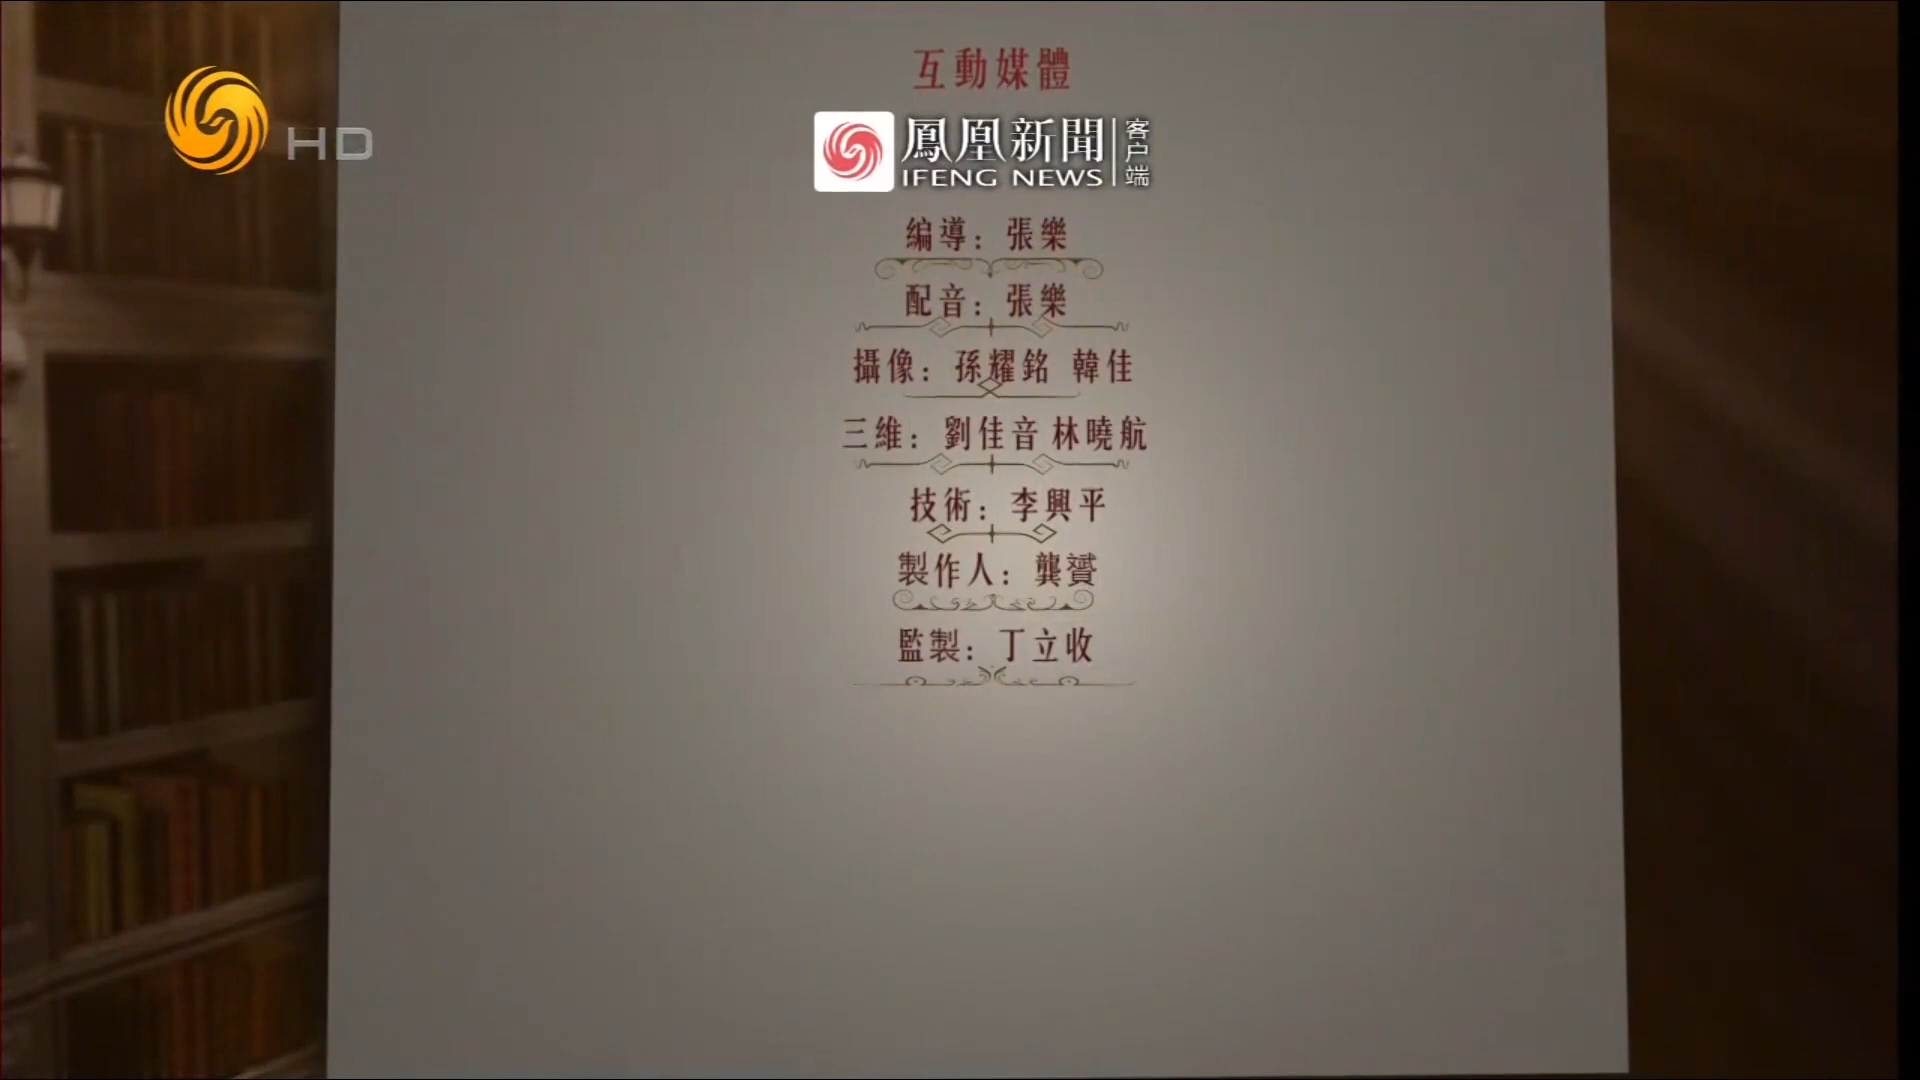 互動媒體
HD
鳳凰新聞 客户端
IFENG NEWS
編導：張樂
配音：張樂
攝像：孫耀銘 韓佳
三維：劉佳音 林曉航
技術：李興平
製作人：龔贇
監製：丁立收